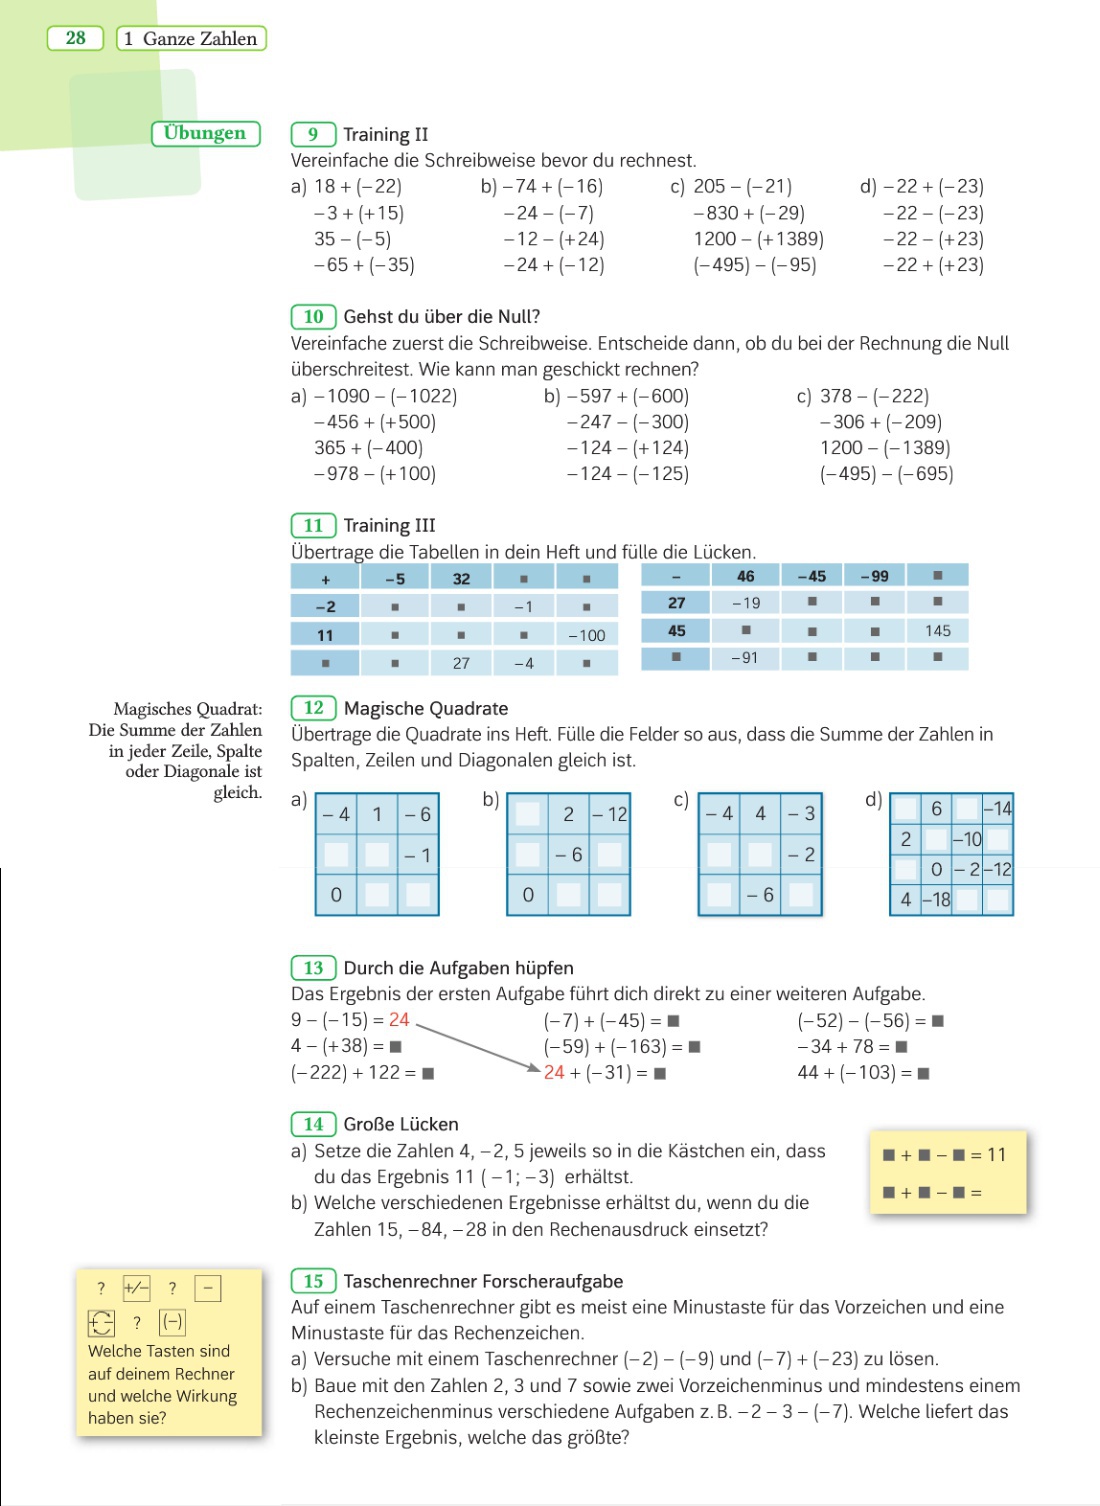 28
1 Ganze Zahlen
Übungen
9 Training II
Vereinfache die Schreibweise bevor du rechnest.
a) 18 + (−22) b) −74 + (−16) c) 205 − (−21) d) −22 + (−23)
−3 + (+15) −24 − (−7) −830 + (−29) −22 − (−23)
35 − (−5) −12 − (+24) 1200 − (+1389) −22 − (+23)
−65 + (−35) −24 + (−12) (−495) − (−95) −22 + (+23)
10 Gehst du über die Null?
Vereinfache zuerst die Schreibweise. Entscheide dann, ob du bei der Rechnung die Null
überschreitest. Wie kann man geschickt rechnen?
a) −1090 − (−1022) b) −597 + (−600) c) 378 − (−222)
−456 + (+500) −247 − (−300) −306 + (−209)
365 + (−400) −124 − (+124) 1200 − (−1389)
−978 − (+100) −124 − (−125) (−495) − (−695)
11 Training III
Übertrage die Tabellen in dein Heft und fülle die Lücken.
+ −5 32 ■ ■
−2 ■ ■ −1 ■
11 ■ ■ ■ −100
■ ■ 27 −4 ■
− 46 −45 −99 ■
27 −19 ■ ■ ■
45 ■ ■ ■ 145
■ −91 ■ ■ ■
Magisches Quadrat:
Die Summe der Zahlen
in jeder Zeile, Spalte
oder Diagonale ist
gleich.
12 Magische Quadrate
Übertrage die Quadrate ins Heft. Fülle die Felder so aus, dass die Summe der Zahlen in
Spalten, Zeilen und Diagonalen gleich ist.
a)
−4 1 −6
−1
0
b)
2 −12
−6
0
c)
−4 4 −3
−2
−6
d)
6 −14
2 −10
0 −2 −12
4 −18
13 Durch die Aufgaben hüpfen
Das Ergebnis der ersten Aufgabe führt dich direkt zu einer weiteren Aufgabe.
9 − (−15) = 24 (−7) + (−45) = ■ (−52) − (−56) = ■
4 − (+38) = ■ (−59) + (−163) = ■ −34 + 78 = ■
(−222) + 122 = ■ 24 + (−31) = ■ 44 + (−103) = ■
14 Große Lücken
a) Setze die Zahlen 4, −2, 5 jeweils so in die Kästchen ein, dass
du das Ergebnis 11 ( −1; −3) erhältst.
b) Welche verschiedenen Ergebnisse erhältst du, wenn du die
Zahlen 15, −84, −28 in den Rechenausdruck einsetzt?
■ + ■ − ■ = 11
■ + ■ − ■ =
? +/− ? −
? (−)
Welche Tasten sind
auf deinem Rechner
und welche Wirkung
haben sie?
15 Taschenrechner Forscheraufgabe
Auf einem Taschenrechner gibt es meist eine Minustaste für das Vorzeichen und eine
Minustaste für das Rechenzeichen.
a) Versuche mit einem Taschenrechner (−2) − (−9) und (−7) + (−23) zu lösen.
b) Baue mit den Zahlen 2, 3 und 7 sowie zwei Vorzeichenminus und mindestens einem
Rechenzeichenminus verschiedene Aufgaben z. B. −2 − 3 − (−7). Welche liefert das
kleinste Ergebnis, welche das größte?